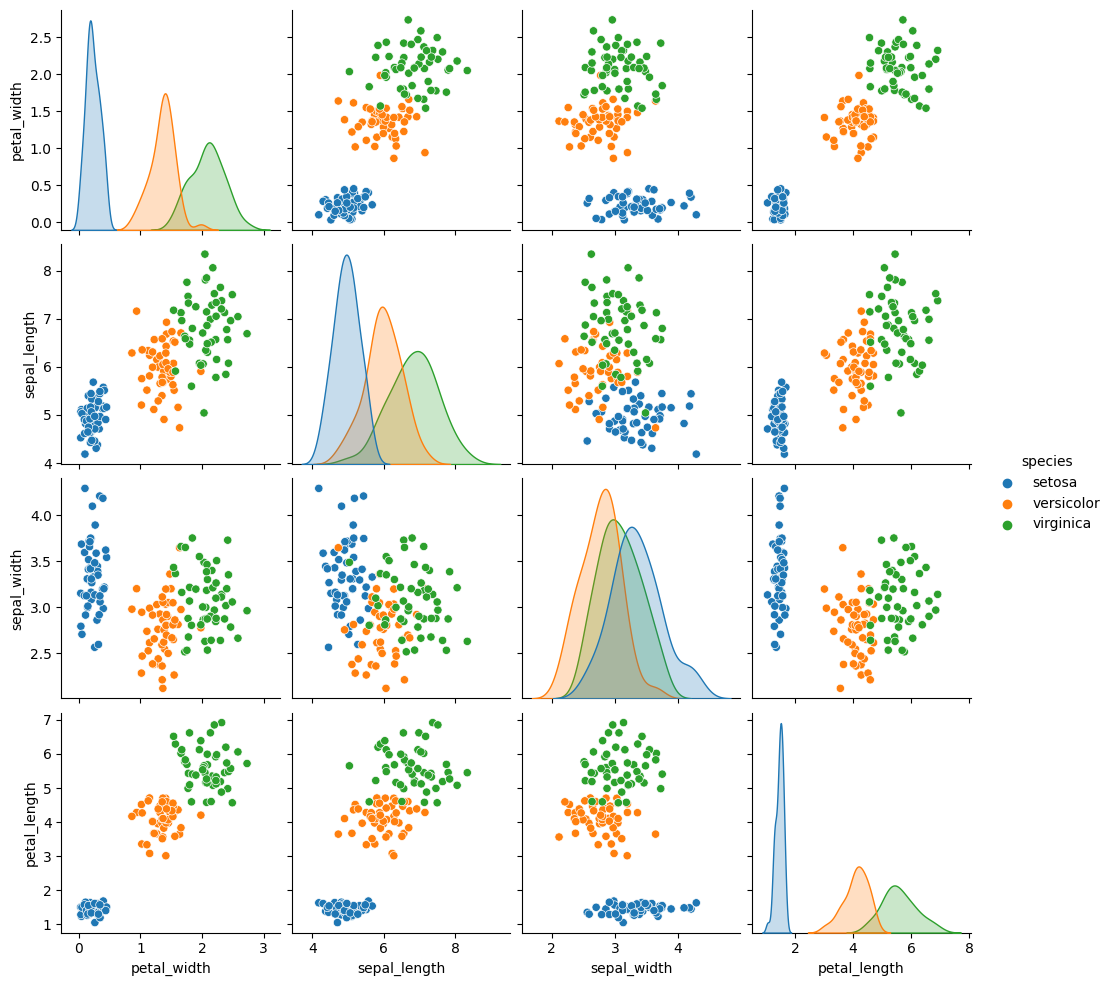 petal_width
2.5
2.0
1.5
1.0
0.5
0.0
sepal_length
8
7
6
5
4
species
setosa
versicolor
virginica
sepal_width
4.0
3.5
3.0
2.5
petal_length
7
6
5
4
3
2
1
0 1 2 3
4 6 8
2 3 4
2 4 6 8
petal_width sepal_length sepal_width petal_length